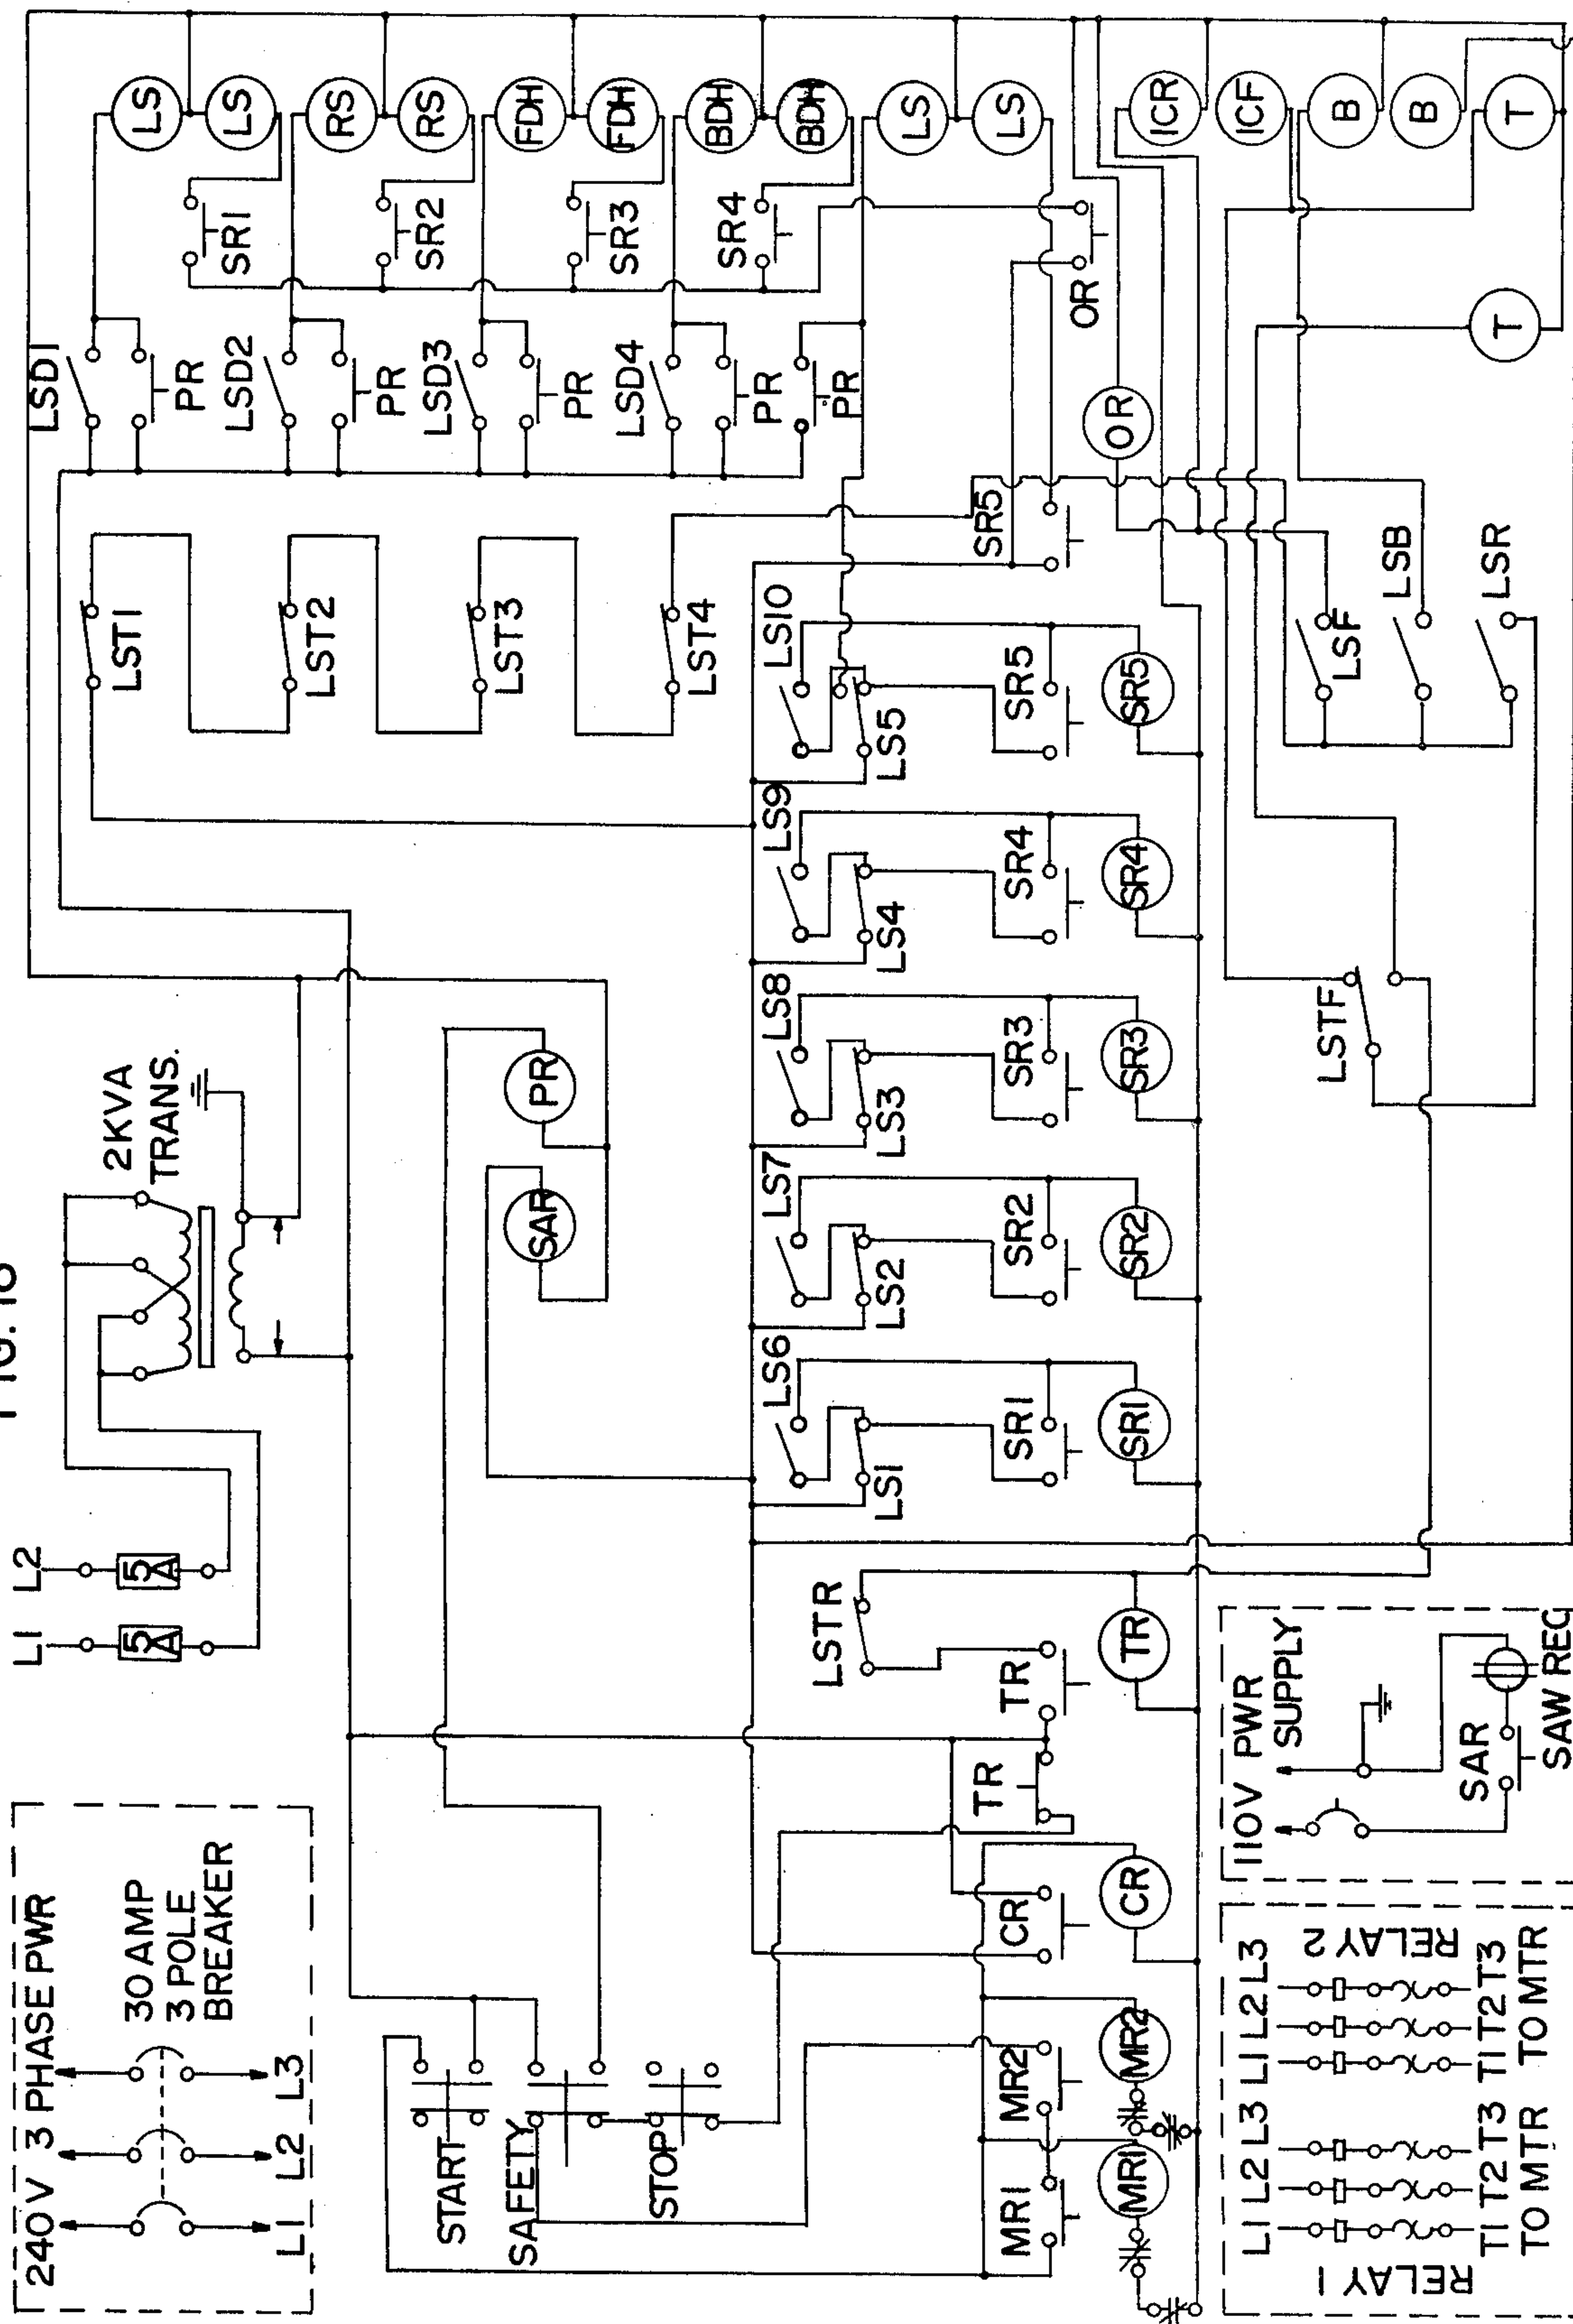 FIG. 18
240V 3 PHASE PWR
30 AMP
3 POLE
BREAKER
L1 L2 L3
L1 L2
5A 5A
2KVA
TRANS.
START
SAFETY
STOP
SAR
PR
LSD1
PR
LSD2
PR
LSD3
PR
LSD4
PR
PR
LST1
LST2
LST3
LST4
SR1
SR2
SR3
SR4
LS
LS
RS
RS
FDH
FDH
BDH
BDH
LS
LS
ICR
ICF
B
B
T
T
OR
OR
SR5
LS6
LS7
LS8
LS9
LS10
LS1
LS2
LS3
LS4
LS5
SR1
SR2
SR3
SR4
SR5
SR1
SR2
SR3
SR4
SR5
LSTR
TR
TR
TR
CR
CR
MR1
MR2
MR1
MR2
LSTF
LSF
LSB
LSR
L1 L2 L3 L1 L2 L3
RELAY 1
RELAY 2
T1 T2 T3 T1 T2 T3
TO MTR TO MTR
110V PWR
SUPPLY
SAR
SAW REC